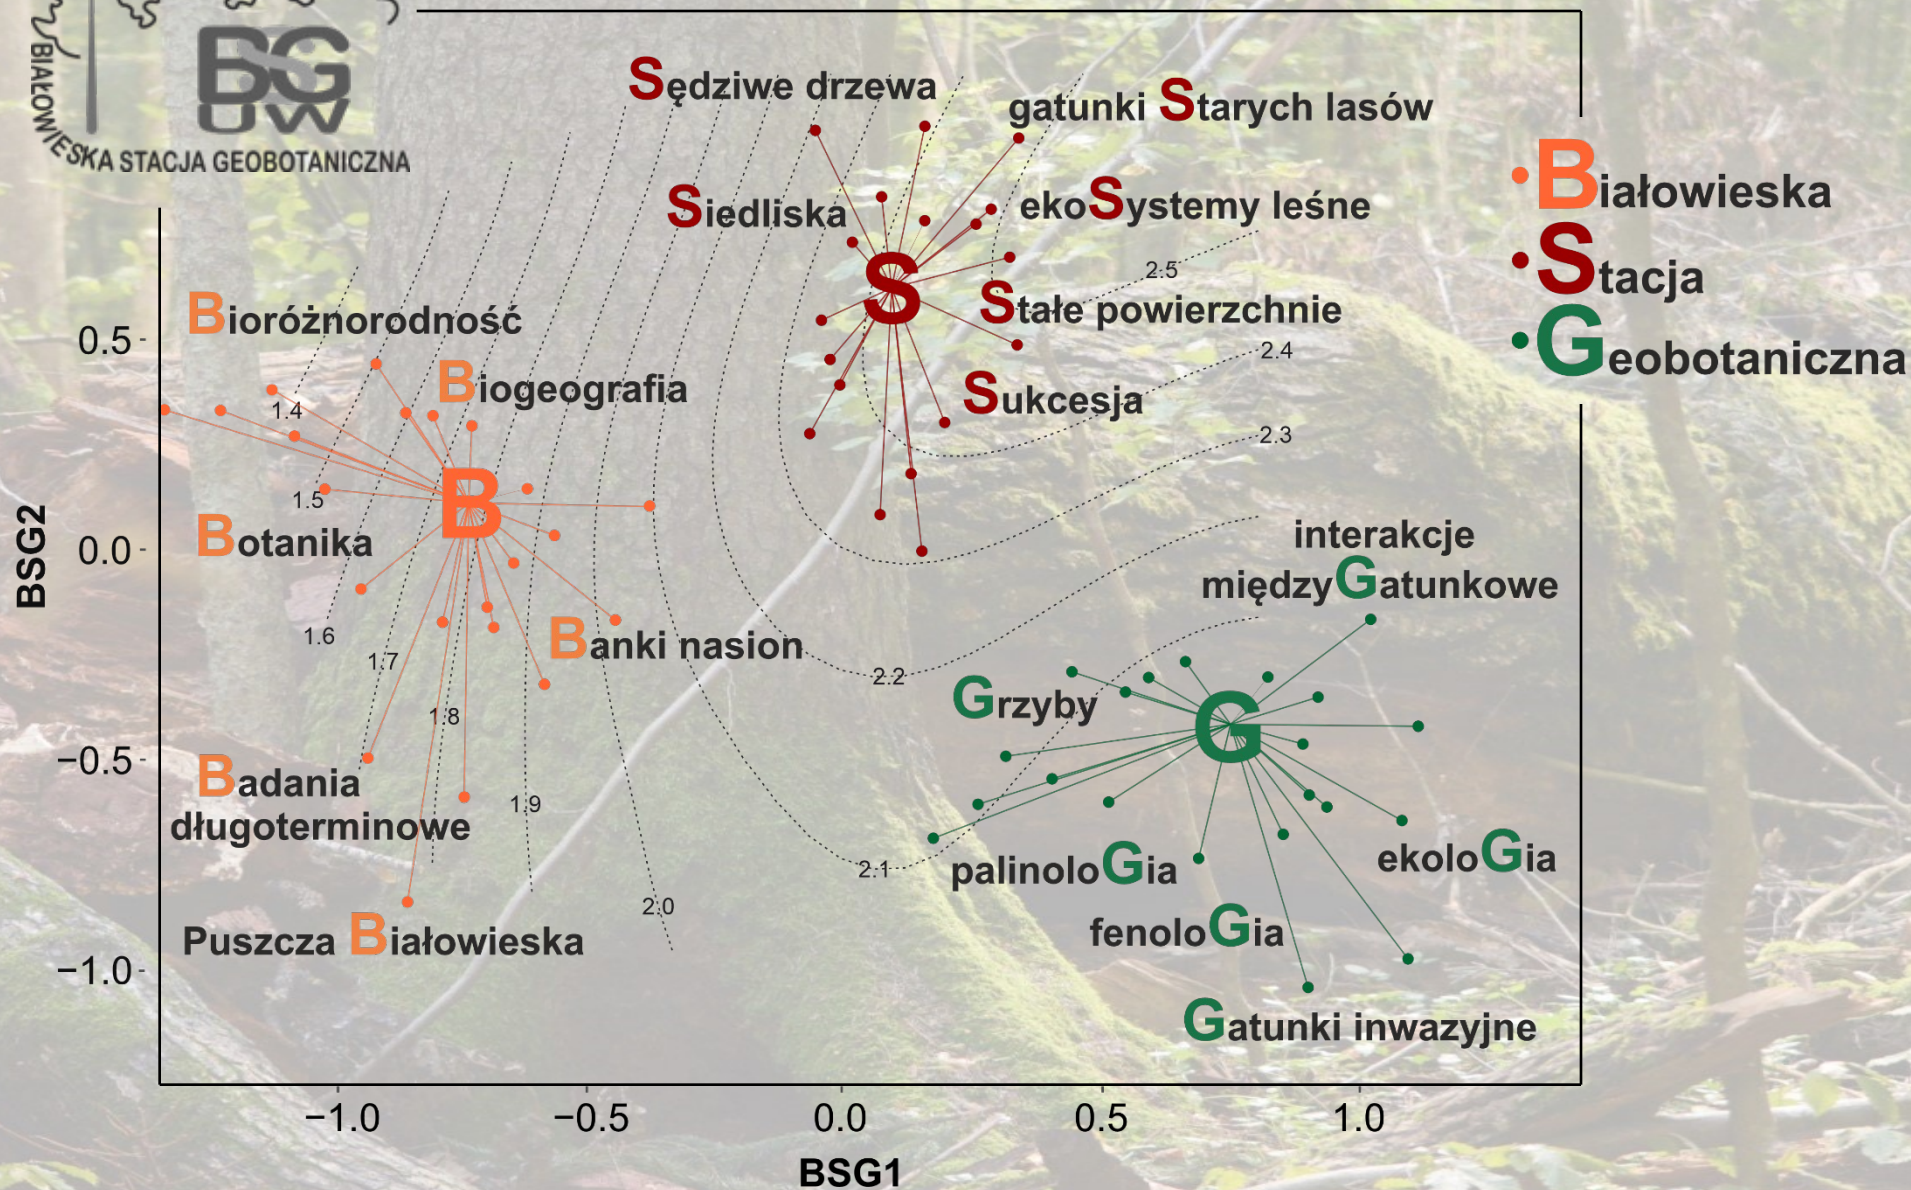 BSG
UW
BIAŁOWIESKA STACJA GEOBOTANICZNA
Sędziwe drzewa
gatunki Starych lasów
Siedliska
ekoSystemy leśne
S
Stałe powierzchnie
Sukcesja
Białowieska
Stacja
Geobotaniczna
Bioróżnorodność
Biogeografia
B
Botanika
Banki nasion
Badania
długoterminowe
Puszcza Białowieska
interakcje
międzyGatunkowe
Grzyby
G
palinoloGia
ekoloGia
fenoloGia
Gatunki inwazyjne
1.4
1.5
1.6
1.7
1.8
1.9
2.0
2.1
2.2
2.3
2.4
2.5
BSG2
0.5
0.0
−0.5
−1.0
−1.0
−0.5
0.0
0.5
1.0
BSG1